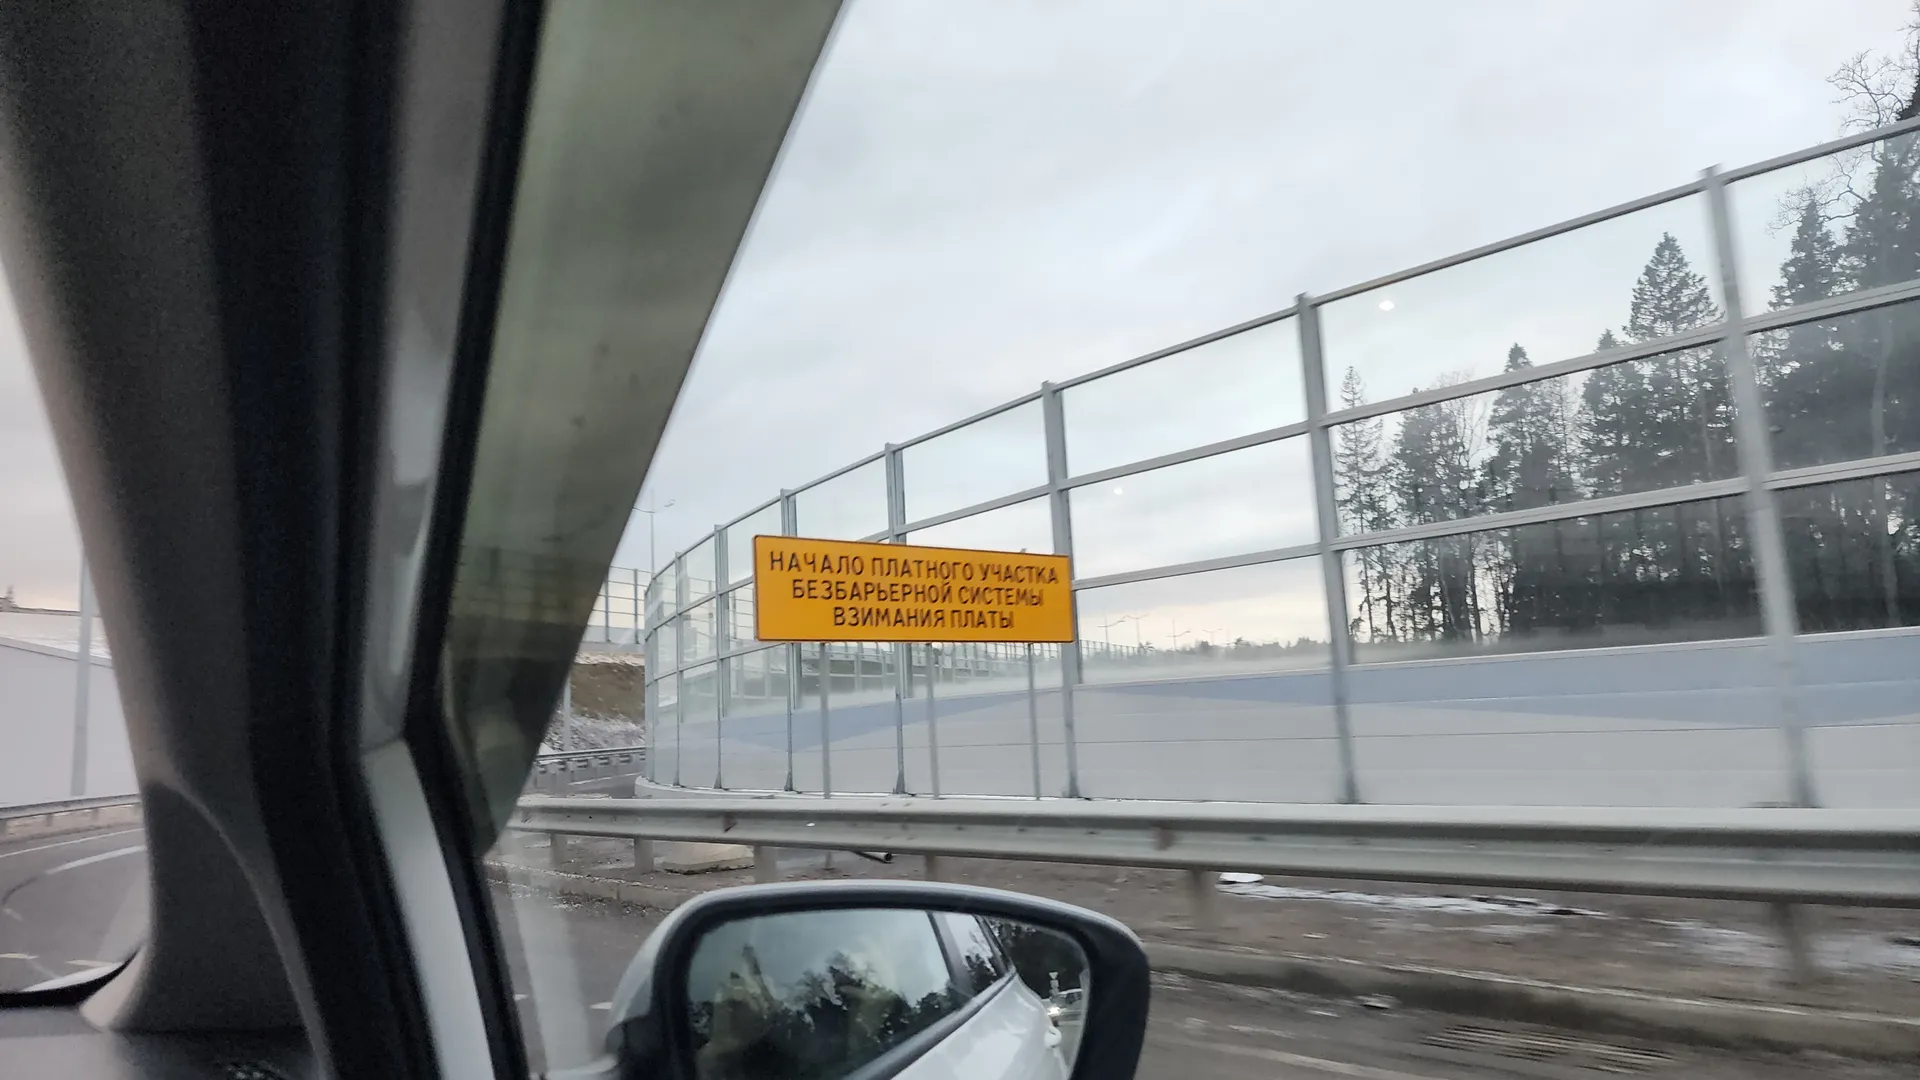 НАЧАЛО ПЛАТНОГО УЧАСТКА
БЕЗБАРЬЕРНОЙ СИСТЕМЫ
ВЗИМАНИЯ ПЛАТЫ